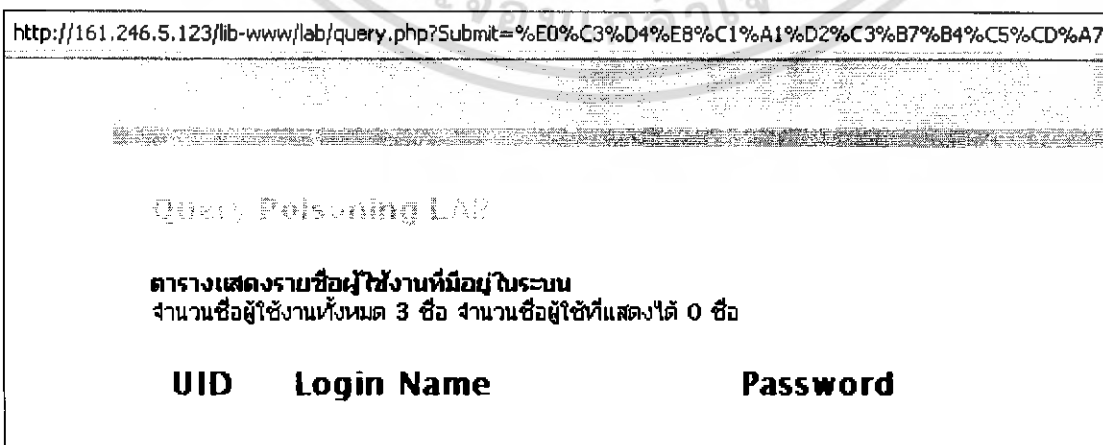 http://161.246.5.123/lib-www/lab/query.php?Submit=%E0%C3%D4%E8%C1%A1%D2%C3%B7%B4%C5%CD%A7
Query Poisoning LAB
ตารางแสดงรายชื่อผู้ใช้งานที่มีอยู่ในระบบ
จำนวนชื่อผู้ใช้งานทั้งหมด 3 ชื่อ จำนวนชื่อผู้ใช้ที่แสดงได้ 0 ชื่อ
UID Login Name Password